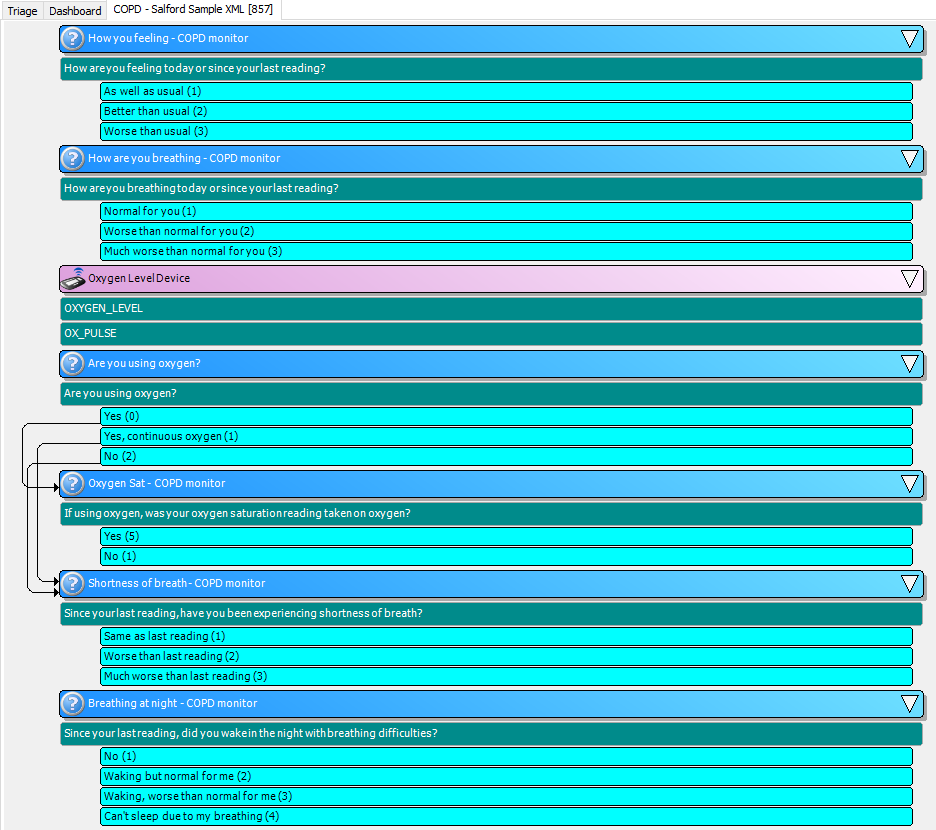 Triage
Dashboard
COPD - Salford Sample XML [857]
How you feeling - COPD monitor
How are you feeling today or since your last reading?
As well as usual (1)
Better than usual (2)
Worse than usual (3)
How are you breathing - COPD monitor
How are you breathing today or since your last reading?
Normal for you (1)
Worse than normal for you (2)
Much worse than normal for you (3)
Oxygen Level Device
OXYGEN_LEVEL
OX_PULSE
Are you using oxygen?
Are you using oxygen?
Yes (0)
Yes, continuous oxygen (1)
No (2)
Oxygen Sat - COPD monitor
If using oxygen, was your oxygen saturation reading taken on oxygen?
Yes (5)
No (1)
Shortness of breath - COPD monitor
Since your last reading, have you been experiencing shortness of breath?
Same as last reading (1)
Worse than last reading (2)
Much worse than last reading (3)
Breathing at night - COPD monitor
Since your last reading, did you wake in the night with breathing difficulties?
No (1)
Waking but normal for me (2)
Waking, worse than normal for me (3)
Can't sleep due to my breathing (4)